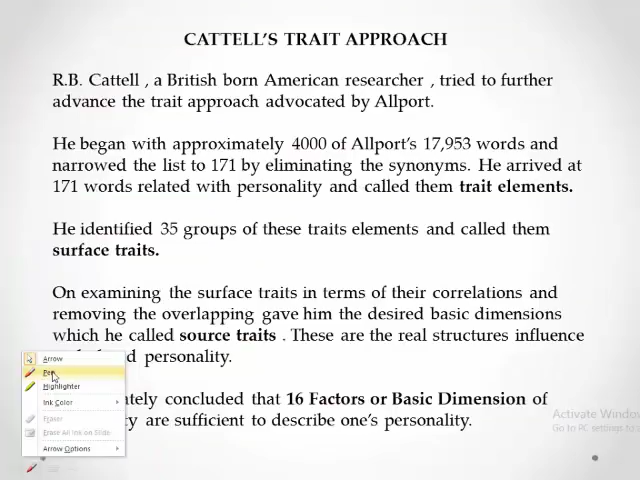 CATTELL'S TRAIT APPROACH
R.B. Cattell , a British born American researcher , tried to further
advance the trait approach advocated by Allport.
He began with approximately 4000 of Allport's 17,953 words and
narrowed the list to 171 by eliminating the synonyms. He arrived at
171 words related with personality and called them trait elements.
He identified 35 groups of these traits elements and called them
surface traits.
On examining the surface traits in terms of their correlations and
removing the overlapping gave him the desired basic dimensions
which he called source traits . These are the real structures influence
personality.
concluded that 16 Factors or Basic Dimension of
are sufficient to describe one's personality.
Arrow
Pen
Highlighter
Ink Color
Eraser
Erase All Ink on Slide
Arrow Options
Activate Window
Go to PC settings